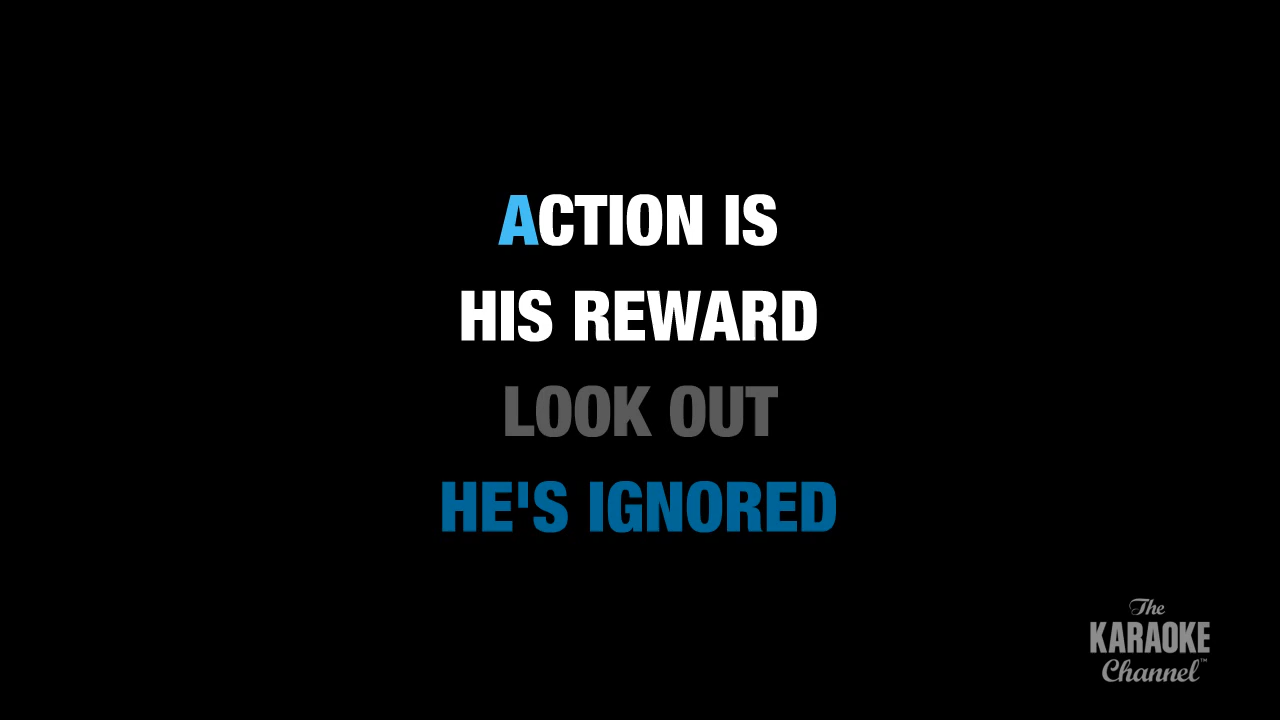 ACTION IS
HIS REWARD
LOOK OUT
HE'S IGNORED
The
KARAOKE
Channel™